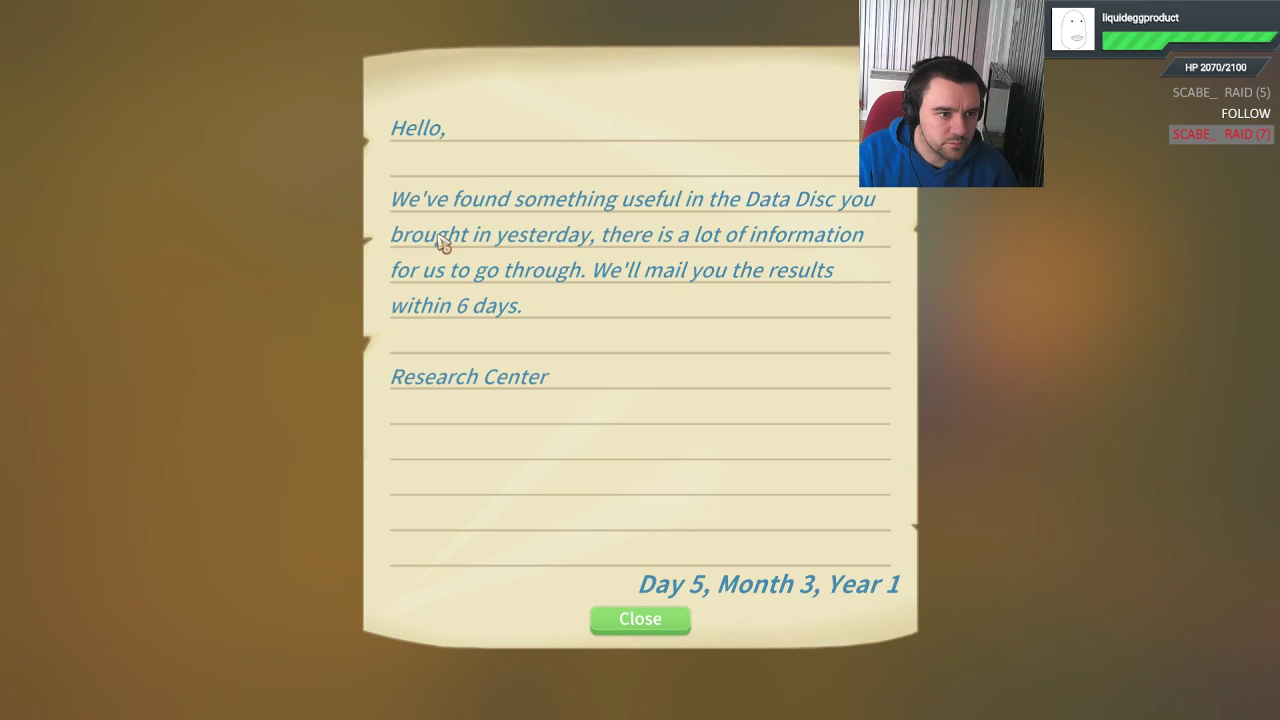 liquideggproduct
HP 2070/2100
SCABE_ RAID (5)
FOLLOW
SCABE_ RAID (7)
Hello,
We've found something useful in the Data Disc you
brought in yesterday, there is a lot of information
for us to go through. We'll mail you the results
within 6 days.
Research Center
Day 5, Month 3, Year 1
Close